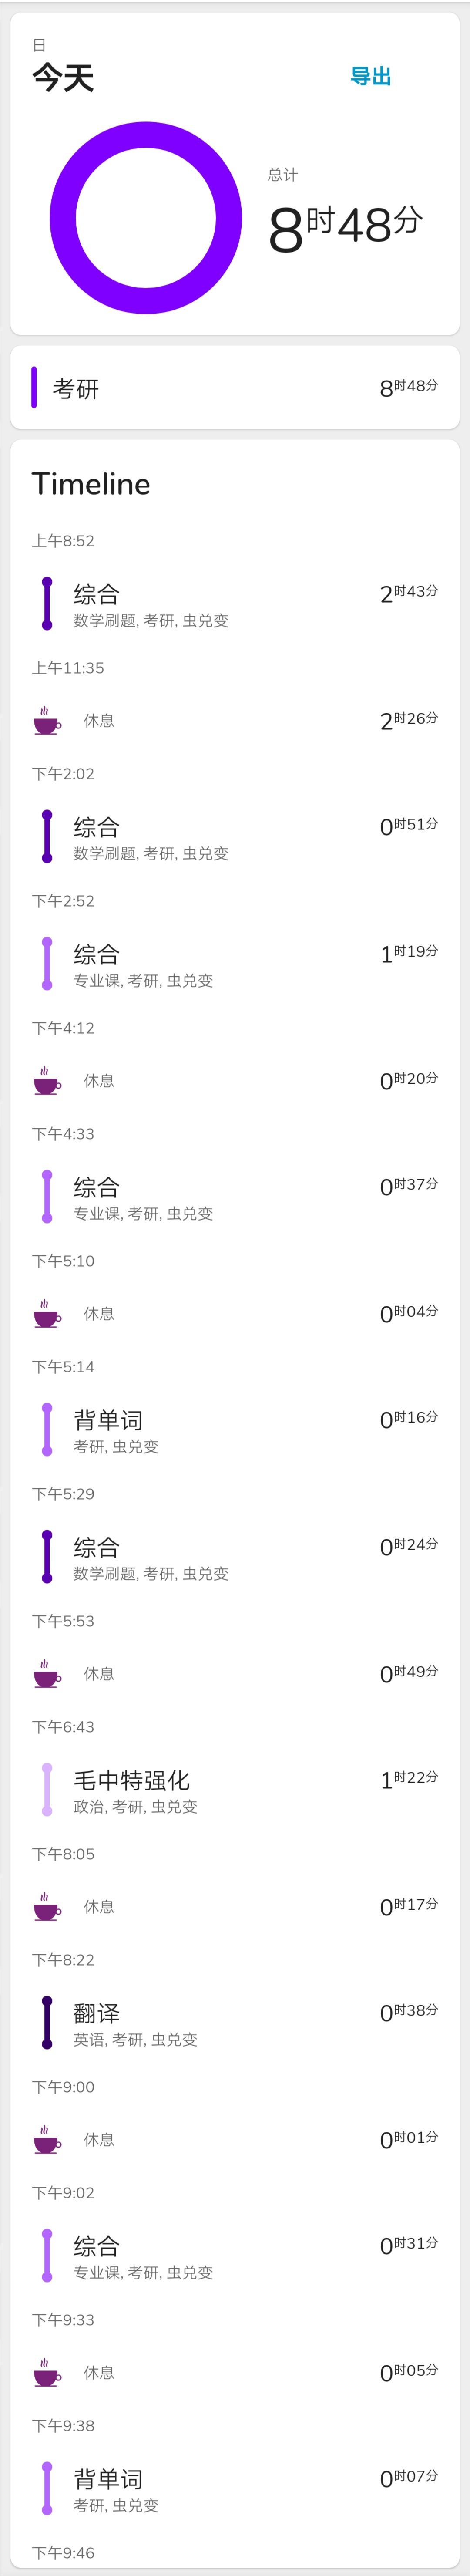 日
今天
导出
总计
8时48分
考研
8时48分
Timeline
上午8:52
综合
2时43分
数学刷题, 考研, 虫兑变
上午11:35
休息
2时26分
下午2:02
综合
0时51分
数学刷题, 考研, 虫兑变
下午2:52
综合
1时19分
专业课, 考研, 虫兑变
下午4:12
休息
0时20分
下午4:33
综合
0时37分
专业课, 考研, 虫兑变
下午5:10
休息
0时04分
下午5:14
背单词
0时16分
考研, 虫兑变
下午5:29
综合
0时24分
数学刷题, 考研, 虫兑变
下午5:53
休息
0时49分
下午6:43
毛中特强化
1时22分
政治, 考研, 虫兑变
下午8:05
休息
0时17分
下午8:22
翻译
0时38分
英语, 考研, 虫兑变
下午9:00
休息
0时01分
下午9:02
综合
0时31分
专业课, 考研, 虫兑变
下午9:33
休息
0时05分
下午9:38
背单词
0时07分
考研, 虫兑变
下午9:46